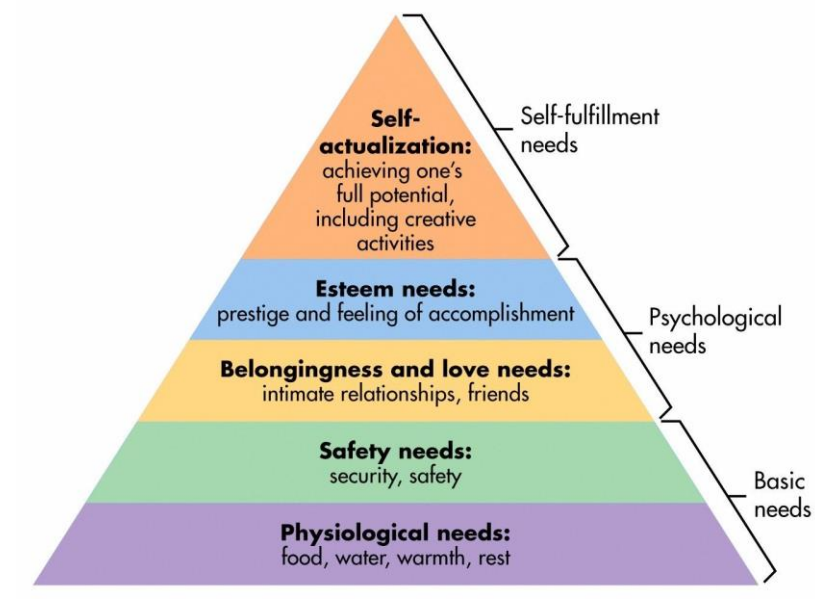 Self-
actualization:
achieving one's
full potential,
including creative
activities
Self-fulfillment
needs
Esteem needs:
prestige and feeling of accomplishment
Belongingness and love needs:
intimate relationships, friends
Psychological
needs
Safety needs:
security, safety
Physiological needs:
food, water, warmth, rest
Basic
needs